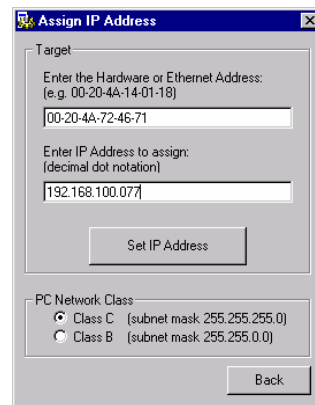 Assign IP Address
Target
Enter the Hardware or Ethernet Address:
(e.g. 00-20-4A-14-01-18)
00-20-4A-72-46-71
Enter IP Address to assign:
(decimal dot notation)
192.168.100.077
Set IP Address
PC Network Class
Class C (subnet mask 255.255.255.0)
Class B (subnet mask 255.255.0.0)
Back